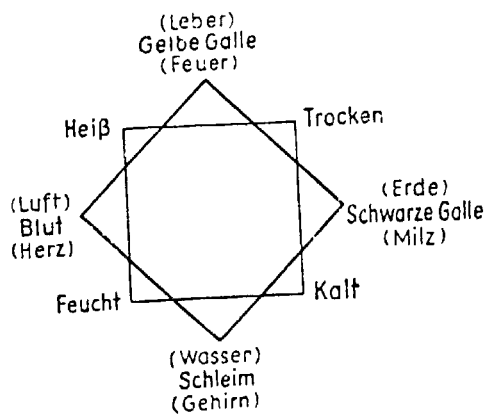 (Leber)
Gelbe Galle
(Feuer)
Heiß
Trocken
(Luft)
Blut
(Herz)
(Erde)
Schwarze Galle
(Milz)
Feucht
Kalt
(Wasser)
Schleim
(Gehirn)